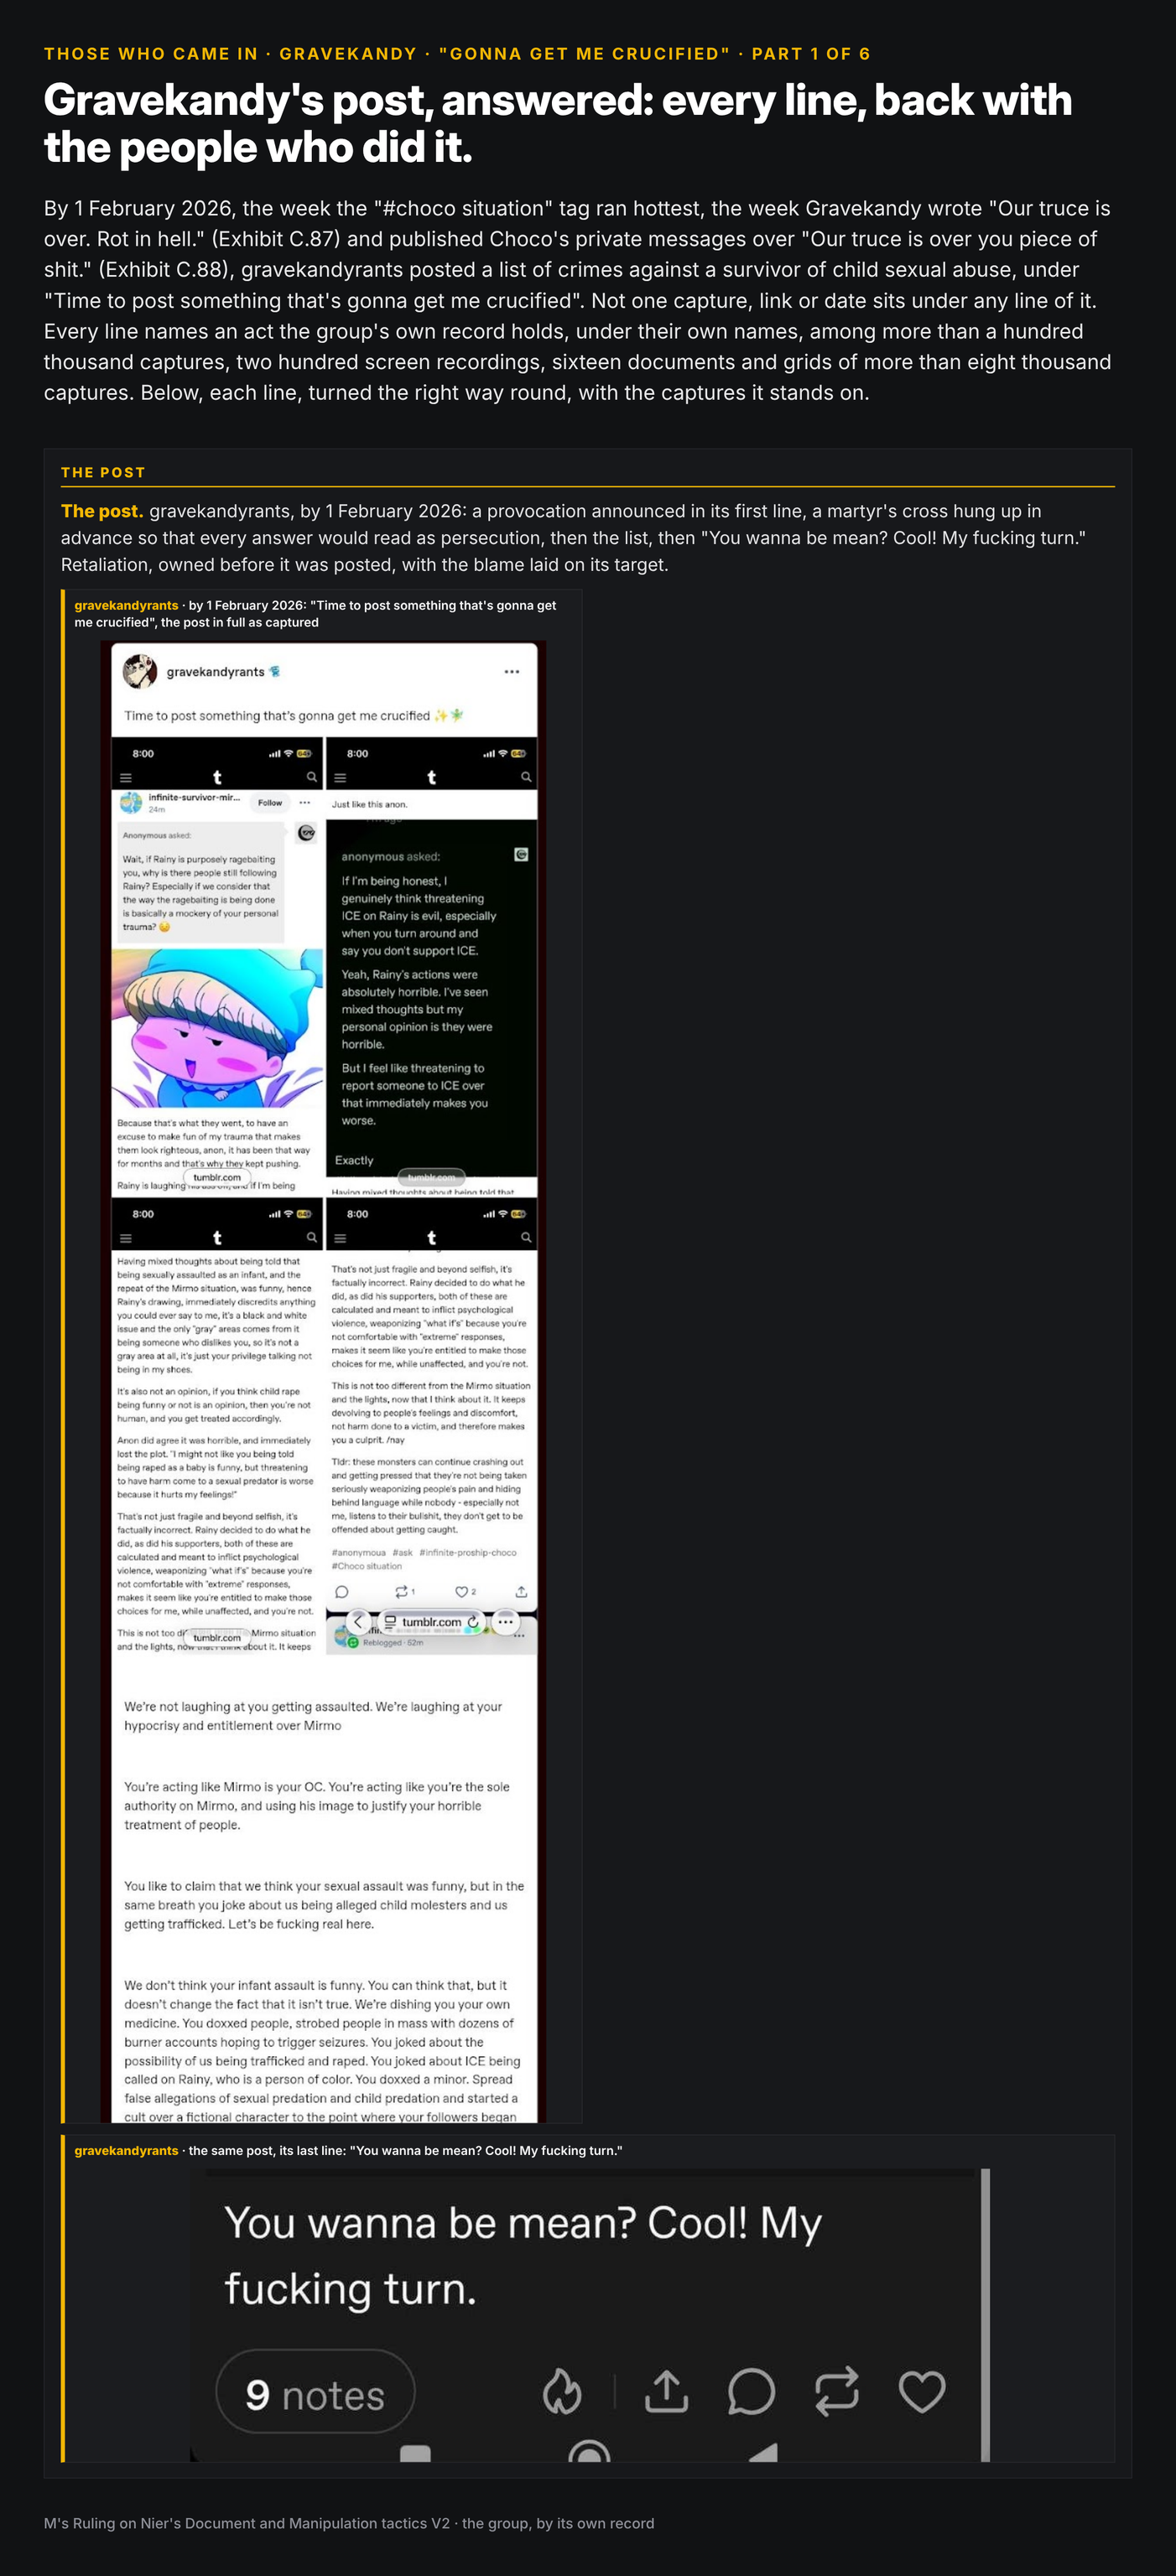 THOSE WHO CAME IN · GRAVEKANDY · "GONNA GET ME CRUCIFIED" · PART 1 OF 6
Gravekandy's post, answered: every line, back with
the people who did it.
By 1 February 2026, the week the "#choco situation" tag ran hottest, the week Gravekandy wrote "Our truce is
over. Rot in hell." (Exhibit C.87) and published Choco's private messages over "Our truce is over you piece of
shit." (Exhibit C.88), gravekandyrants posted a list of crimes against a survivor of child sexual abuse, under
"Time to post something that's gonna get me crucified". Not one capture, link or date sits under any line of it.
Every line names an act the group's own record holds, under their own names, among more than a hundred
thousand captures, two hundred screen recordings, sixteen documents and grids of more than eight thousand
captures. Below, each line, turned the right way round, with the captures it stands on.
THE POST
The post. gravekandyrants, by 1 February 2026: a provocation announced in its first line, a martyr's cross hung up in
advance so that every answer would read as persecution, then the list, then "You wanna be mean? Cool! My fucking turn."
Retaliation, owned before it was posted, with the blame laid on its target.
gravekandyrants · by 1 February 2026: "Time to post something that's gonna get
me crucified", the post in full as captured
gravekandyrants
Time to post something that's gonna get me crucified
8:00
infinite-survivor-mir... Follow
24m
Anonymous asked:
Wait, if Rainy is purposely ragebaiting
you, why is there people still following
Rainy? Especially if we consider that
the way the ragebaiting is being done
is basically a mockery of your personal
trauma? 😥
Because that's what they went, to have an
excuse to make fun of my trauma that makes
them look righteous, anon, it has been that way
for months and that's why they kept pushing.
tumblr.com
Rainy is laughing his ass off, and if I'm being
8:00
Just like this anon.
anonymous asked:
If I'm being honest, I
genuinely think threatening
ICE on Rainy is evil, especially
when you turn around and
say you don't support ICE.
Yeah, Rainy's actions were
absolutely horrible. I've seen
mixed thoughts but my
personal opinion is they were
horrible.
But I feel like threatening to
report someone to ICE over
that immediately makes you
worse.
Exactly
tumblr.com
Having mixed thoughts about being told that
8:00
Having mixed thoughts about being told that
being sexually assaulted as an infant, and the
repeat of the Mirmo situation, was funny, hence
Rainy's drawing, immediately discredits anything
you could ever say to me, it's a black and white
issue and the only "gray" areas comes from it
being someone who dislikes you, so it's not a
gray area at all, it's just your privilege talking not
being in my shoes.
It's also not an opinion, if you think child rape
being funny or not is an opinion, then you're not
human, and you get treated accordingly.
Anon did agree it was horrible, and immediately
lost the plot. "I might not like you being told
being raped as a baby is funny, but threatening
to have harm come to a sexual predator is worse
because it hurts my feelings!"
That's not just fragile and beyond selfish, it's
factually incorrect. Rainy decided to do what he
did, as did his supporters, both of these are
calculated and meant to inflict psychological
violence, weaponizing "what if's" because you're
not comfortable with "extreme" responses,
makes it seem like you're entitled to make those
choices for me, while unaffected, and you're not.
This is not too Mirmo situation
tumblr.com
and the lights, now that I think about it. It keeps
8:00
That's not just fragile and beyond selfish, it's
factually incorrect. Rainy decided to do what he
did, as did his supporters, both of these are
calculated and meant to inflict psychological
violence, weaponizing "what if's" because you're
not comfortable with "extreme" responses,
makes it seem like you're entitled to make those
choices for me, while unaffected, and you're not.
This is not too different from the Mirmo situation
and the lights, now that I think about it. It keeps
devolving to people's feelings and discomfort,
not harm done to a victim, and therefore makes
you a culprit. /nay
Tldr: these monsters can continue crashing out
and getting pressed that they're not being taken
seriously weaponizing people's pain and hiding
behind language while nobody - especially not
me, listens to their bullshit, they don't get to be
offended about getting caught.
#anonymoua #ask #infinite-proship-choco
#Choco situation
1 2
tumblr.com
Reblogged · 52m
We're not laughing at you getting assaulted. We're laughing at your
hypocrisy and entitlement over Mirmo
You're acting like Mirmo is your OC. You're acting like you're the sole
authority on Mirmo, and using his image to justify your horrible
treatment of people.
You like to claim that we think your sexual assault was funny, but in the
same breath you joke about us being alleged child molesters and us
getting trafficked. Let's be fucking real here.
We don't think your infant assault is funny. You can think that, but it
doesn't change the fact that it isn't true. We're dishing you your own
medicine. You doxxed people, strobed people in mass with dozens of
burner accounts hoping to trigger seizures. You joked about the
possibility of us being trafficked and raped. You joked about ICE being
called on Rainy, who is a person of color. You doxxed a minor. Spread
false allegations of sexual predation and child predation and started a
cult over a fictional character to the point where your followers began
gravekandyrants · the same post, its last line: "You wanna be mean? Cool! My fucking turn."
You wanna be mean? Cool! My
fucking turn.
9 notes
M's Ruling on Nier's Document and Manipulation tactics V2 · the group, by its own record